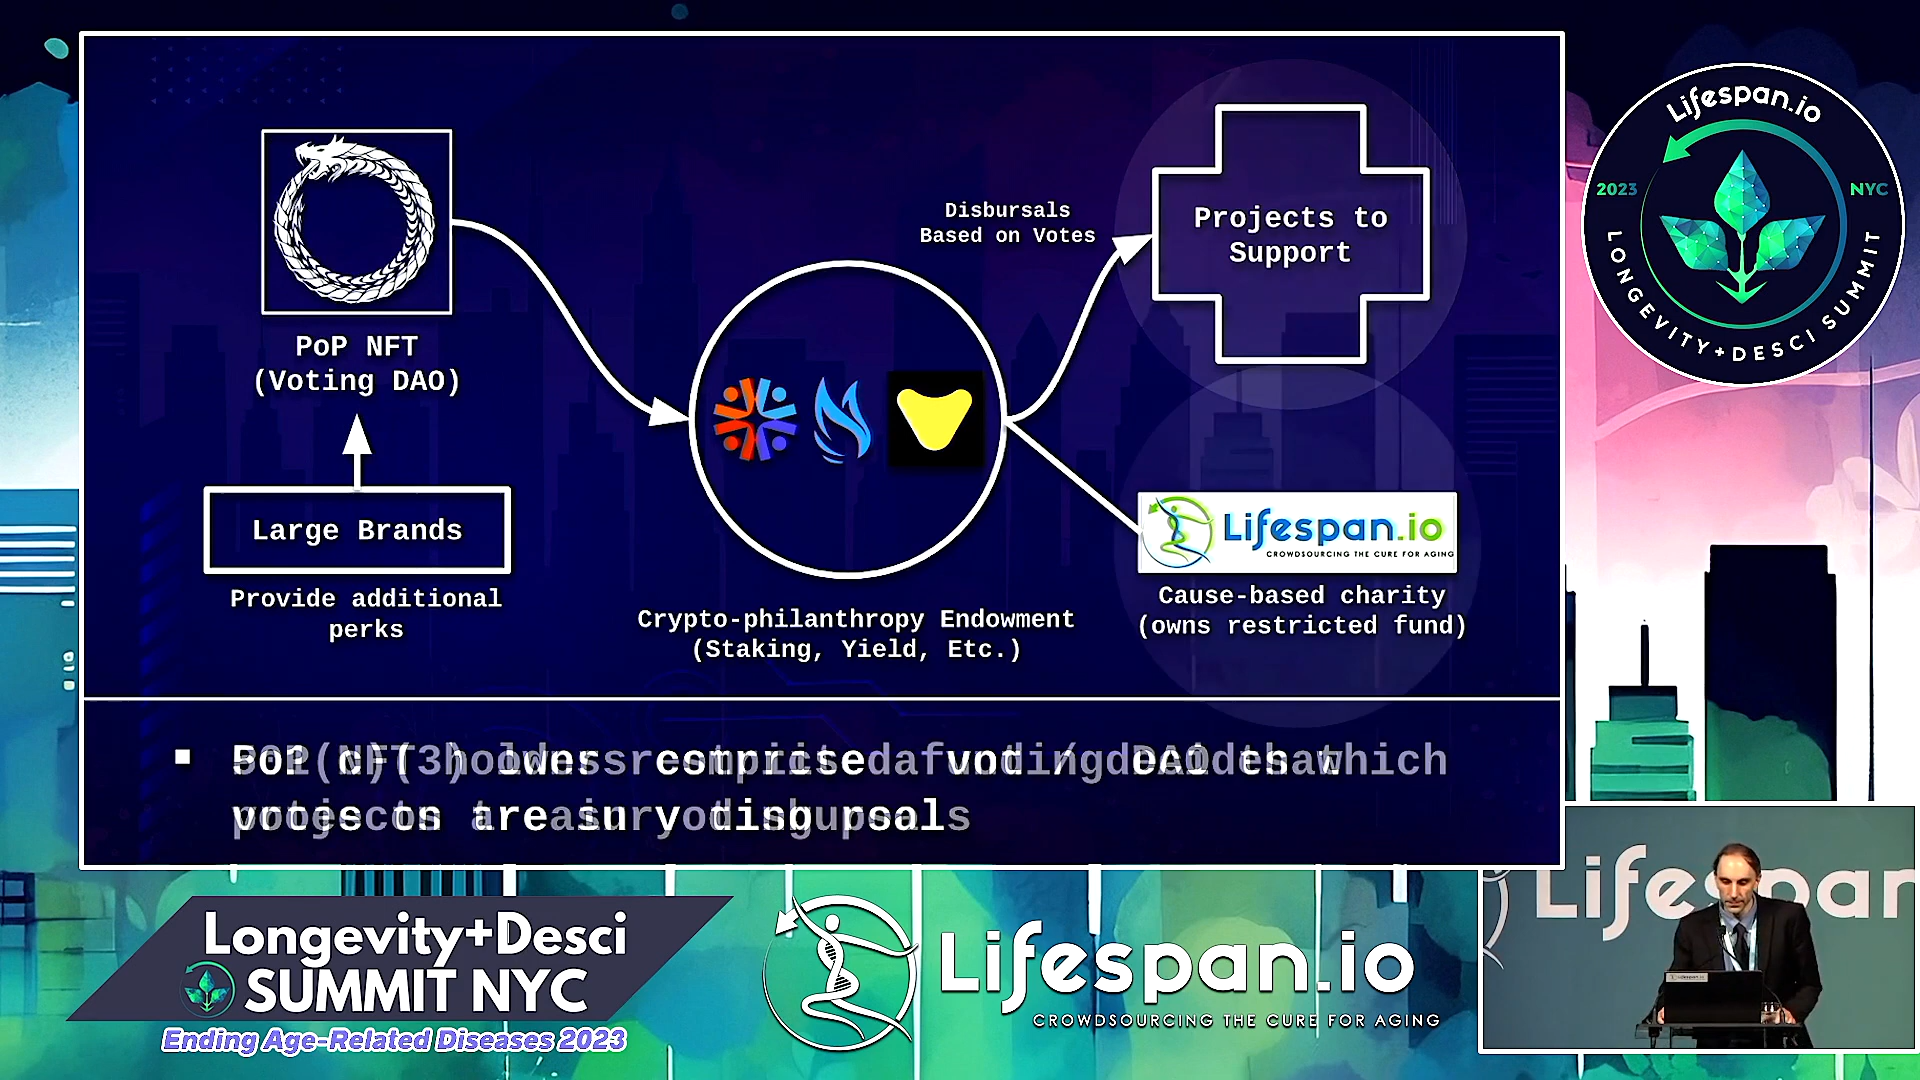 Disbursals
Based on Votes
Projects to
Support
PoP NFT
(Voting DAO)
Large Brands
Provide additional
perks
Crypto-philanthropy Endowment
(Staking, Yield, Etc.)
Lifespan.io
CROWDSOURCING THE CURE FOR AGING
Cause-based charity
(owns restricted fund)
Lifespan.io
2023
NYC
LONGEVITY+DESCI SUMMIT
Longevity+Desci
SUMMIT NYC
Ending Age-Related Diseases 2023
Lifespan.io
CROWDSOURCING THE CURE FOR AGING
Lifespan